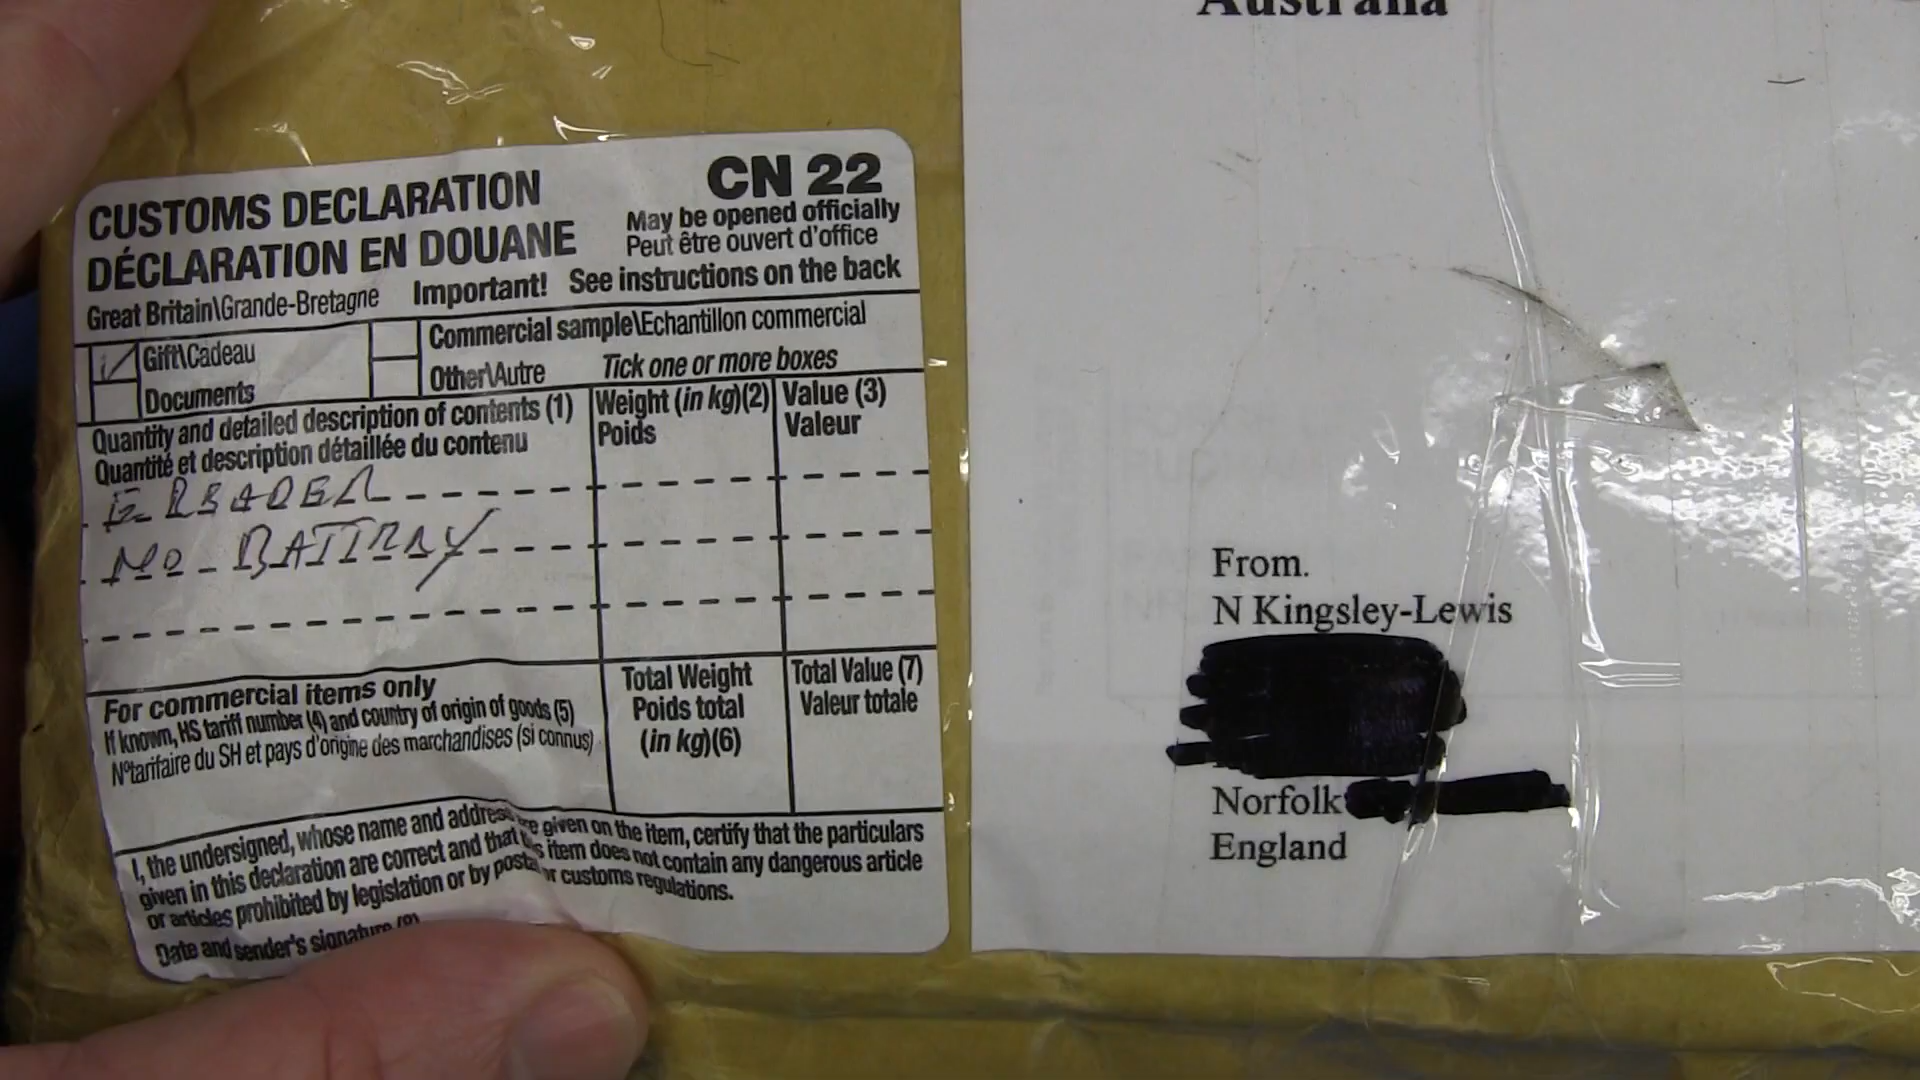 CUSTOMS DECLARATION
DÉCLARATION EN DOUANE
Great Britain\Grande-Bretagne
CN 22
May be opened officially
Peut être ouvert d'office
Important! See instructions on the back
Gift\Cadeau
Documents
Commercial sample\Echantillon commercial
Other\Autre
Tick one or more boxes
Quantity and detailed description of contents (1)
Quantité et description détaillée du contenu
Weight (in kg)(2)
Poids
Value (3)
Valeur
E READER
NO BATTERY
For commercial items only
If known, HS tariff number (4) and country of origin of goods (5)
N°tarifaire du SH et pays d'origine des marchandises (si connus)
Total Weight
Poids total
(in kg)(6)
Total Value (7)
Valeur totale
I, the undersigned, whose name and address are given on the item, certify that the particulars
given in this declaration are correct and that this item does not contain any dangerous article
or articles prohibited by legislation or by postal or customs regulations.
Date and sender's signature (8)
Australia
From.
N Kingsley-Lewis
Norfolk
England